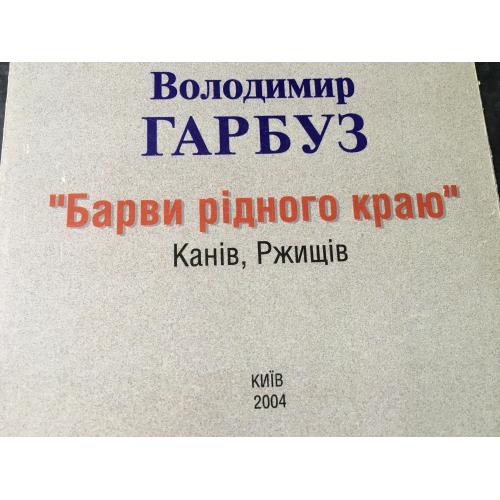 Володимир
ГАРБУЗ
"Барви рідного краю"
Канів, Ржищів
КИЇВ
2004